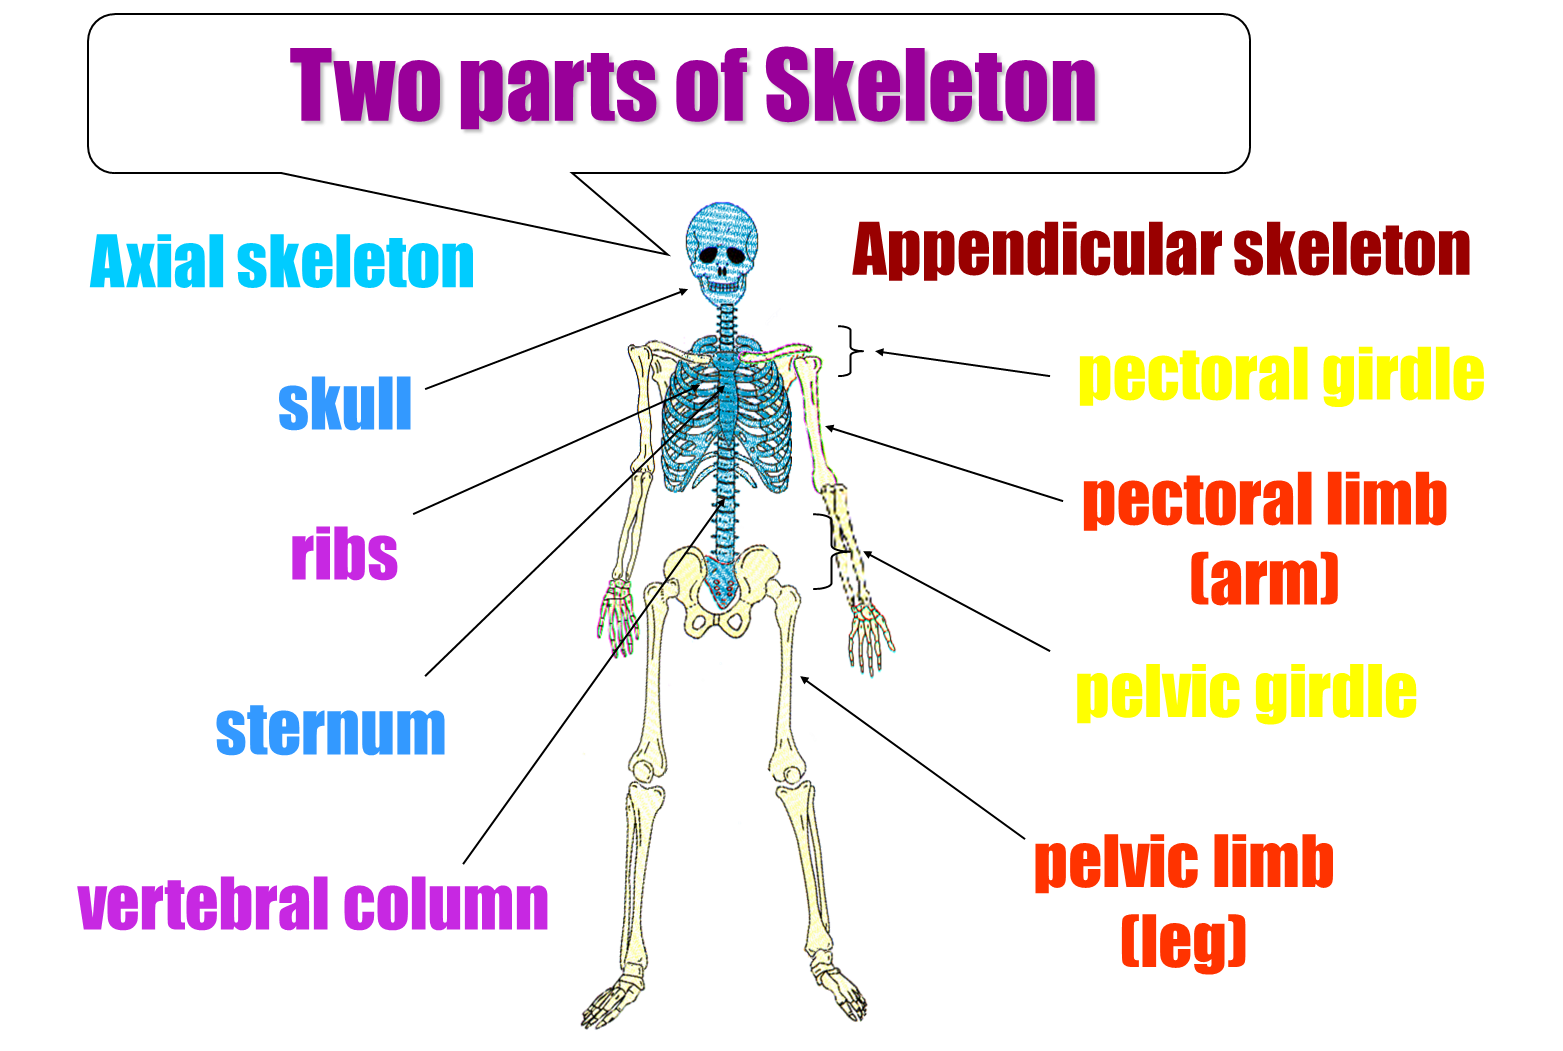 Two parts of Skeleton
Axial skeleton
skull
ribs
sternum
vertebral column
Appendicular skeleton
pectoral girdle
pectoral limb
(arm)
pelvic girdle
pelvic limb
(leg)